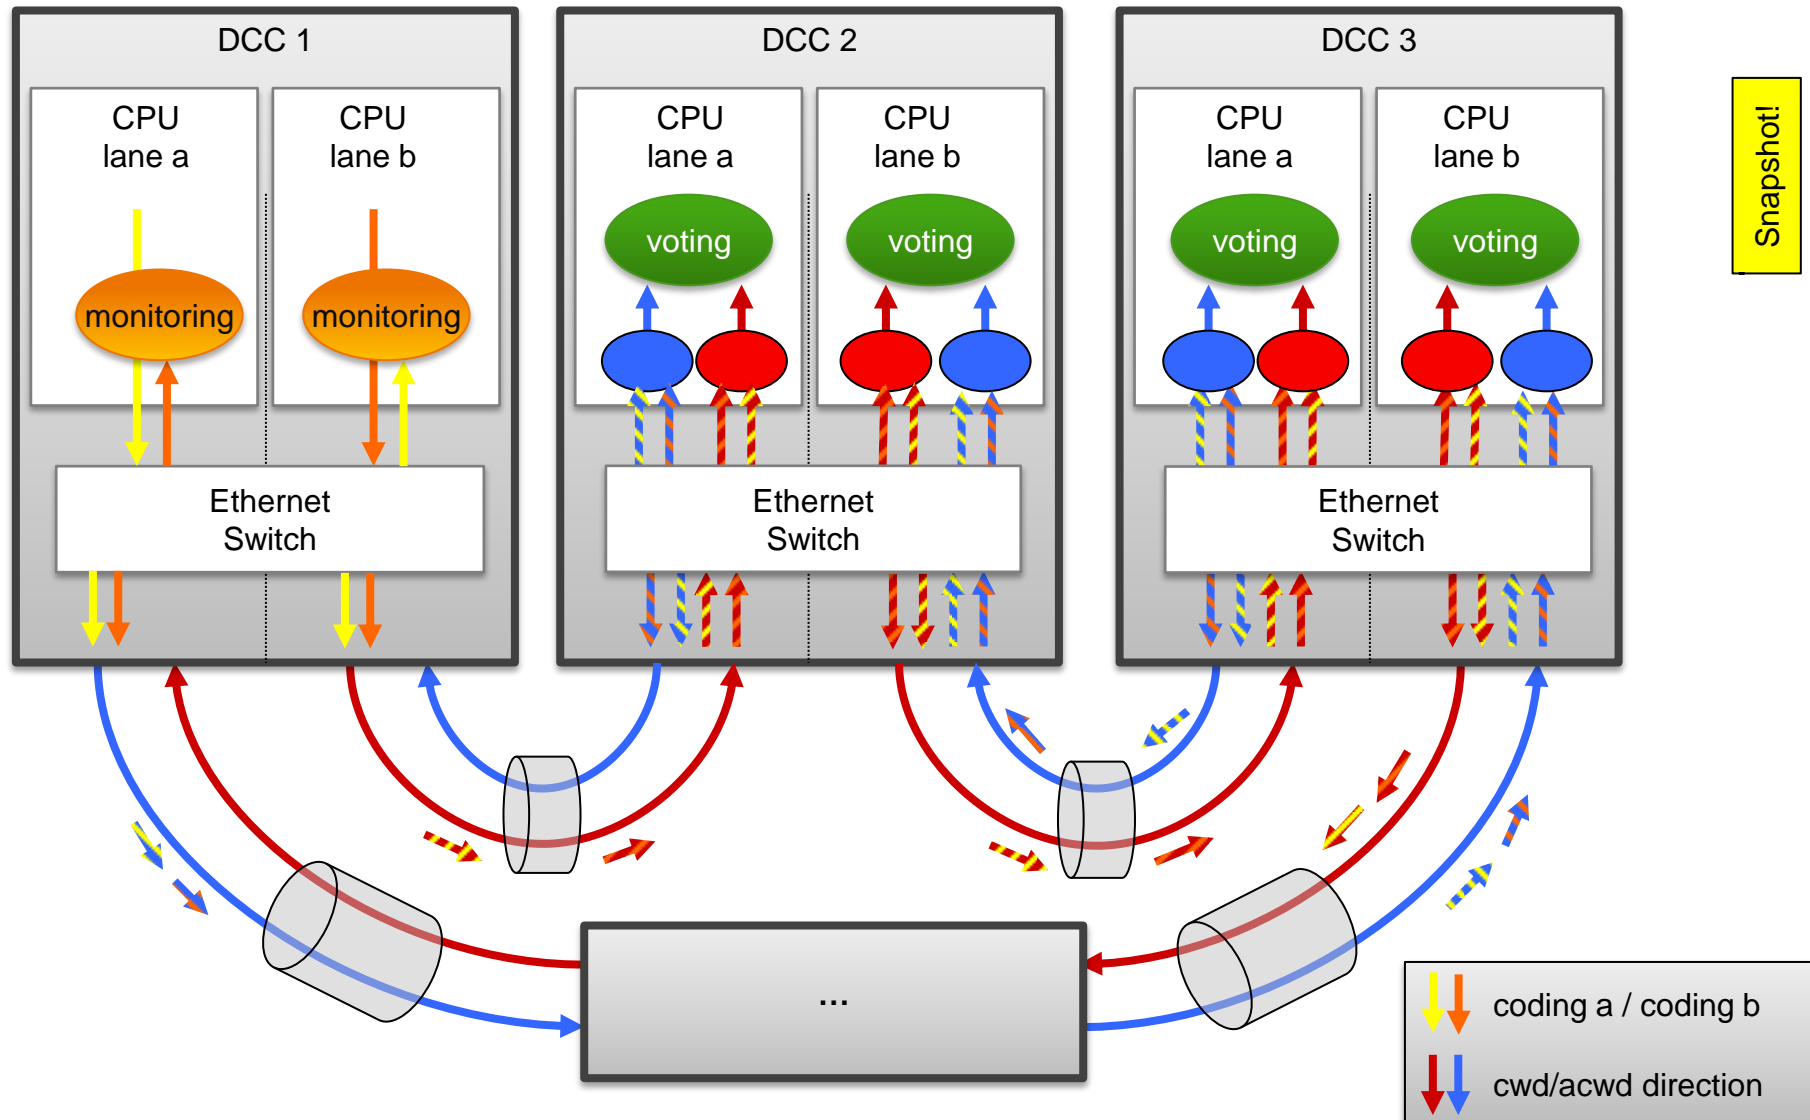 DCC 1
DCC 2
DCC 3
CPU
lane a
CPU
lane b
CPU
lane a
CPU
lane b
CPU
lane a
CPU
lane b
Snapshot!
voting
voting
voting
voting
monitoring
monitoring
Ethernet
Switch
Ethernet
Switch
Ethernet
Switch
...
coding a / coding b
cwd/acwd direction